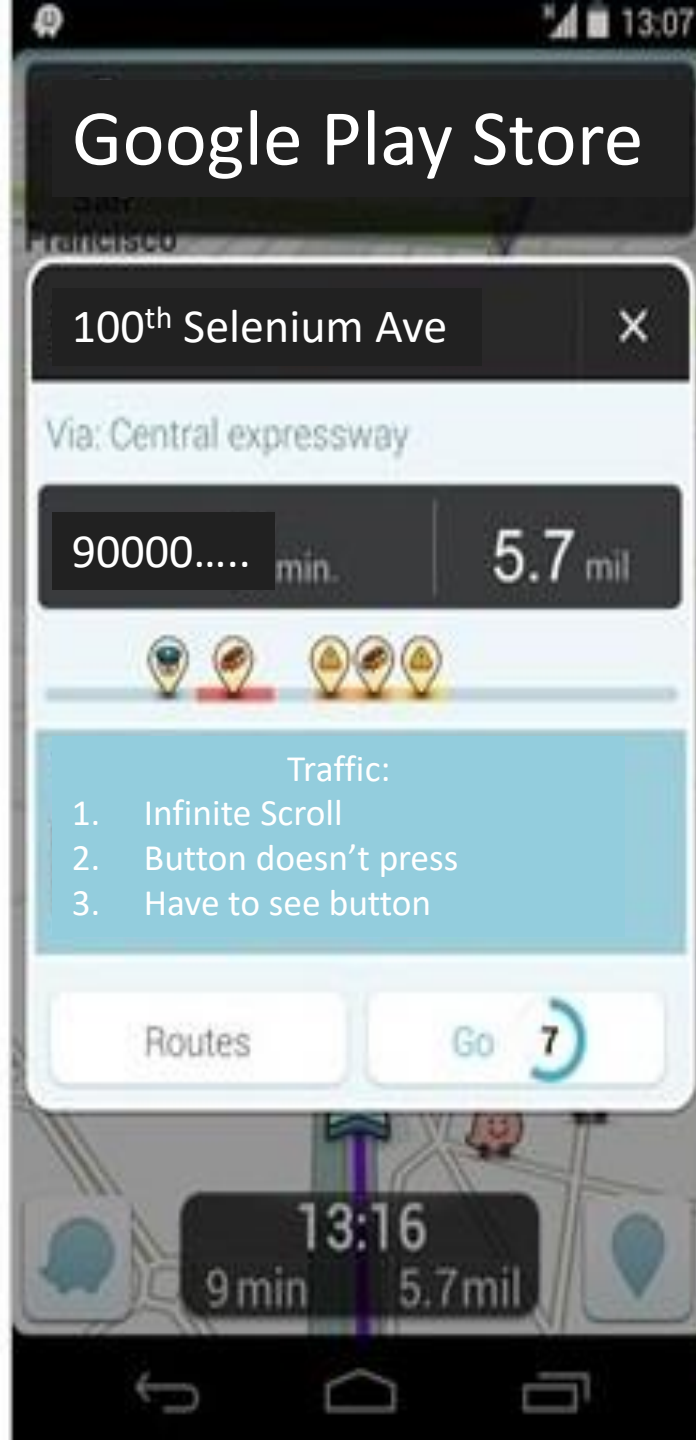 13:07
Google Play Store
San
Francisco
100th Selenium Ave
Via: Central expressway
90000..... min. 5.7 mil
Traffic:
1. Infinite Scroll
2. Button doesn’t press
3. Have to see button
Routes Go 7
13:16
9 min 5.7mil